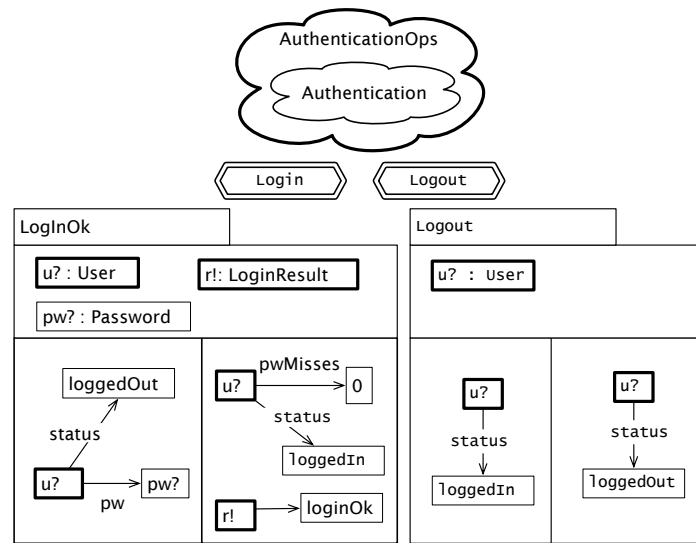 AuthenticationOps
Authentication
Login
Logout
LogInOk
u? : User
r!: LoginResult
pw? : Password
loggedOut
status
u?
pw
pw?
u?
pwMisses
0
status
loggedIn
r!
loginOk
Logout
u? : User
u?
status
loggedIn
u?
status
loggedOut